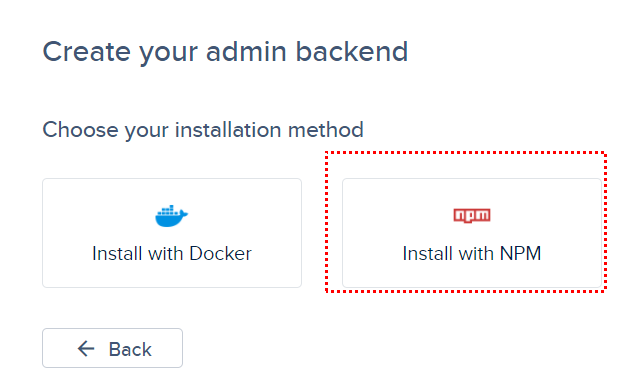 Create your admin backend
Choose your installation method
npm
Install with Docker
Install with NPM
Back